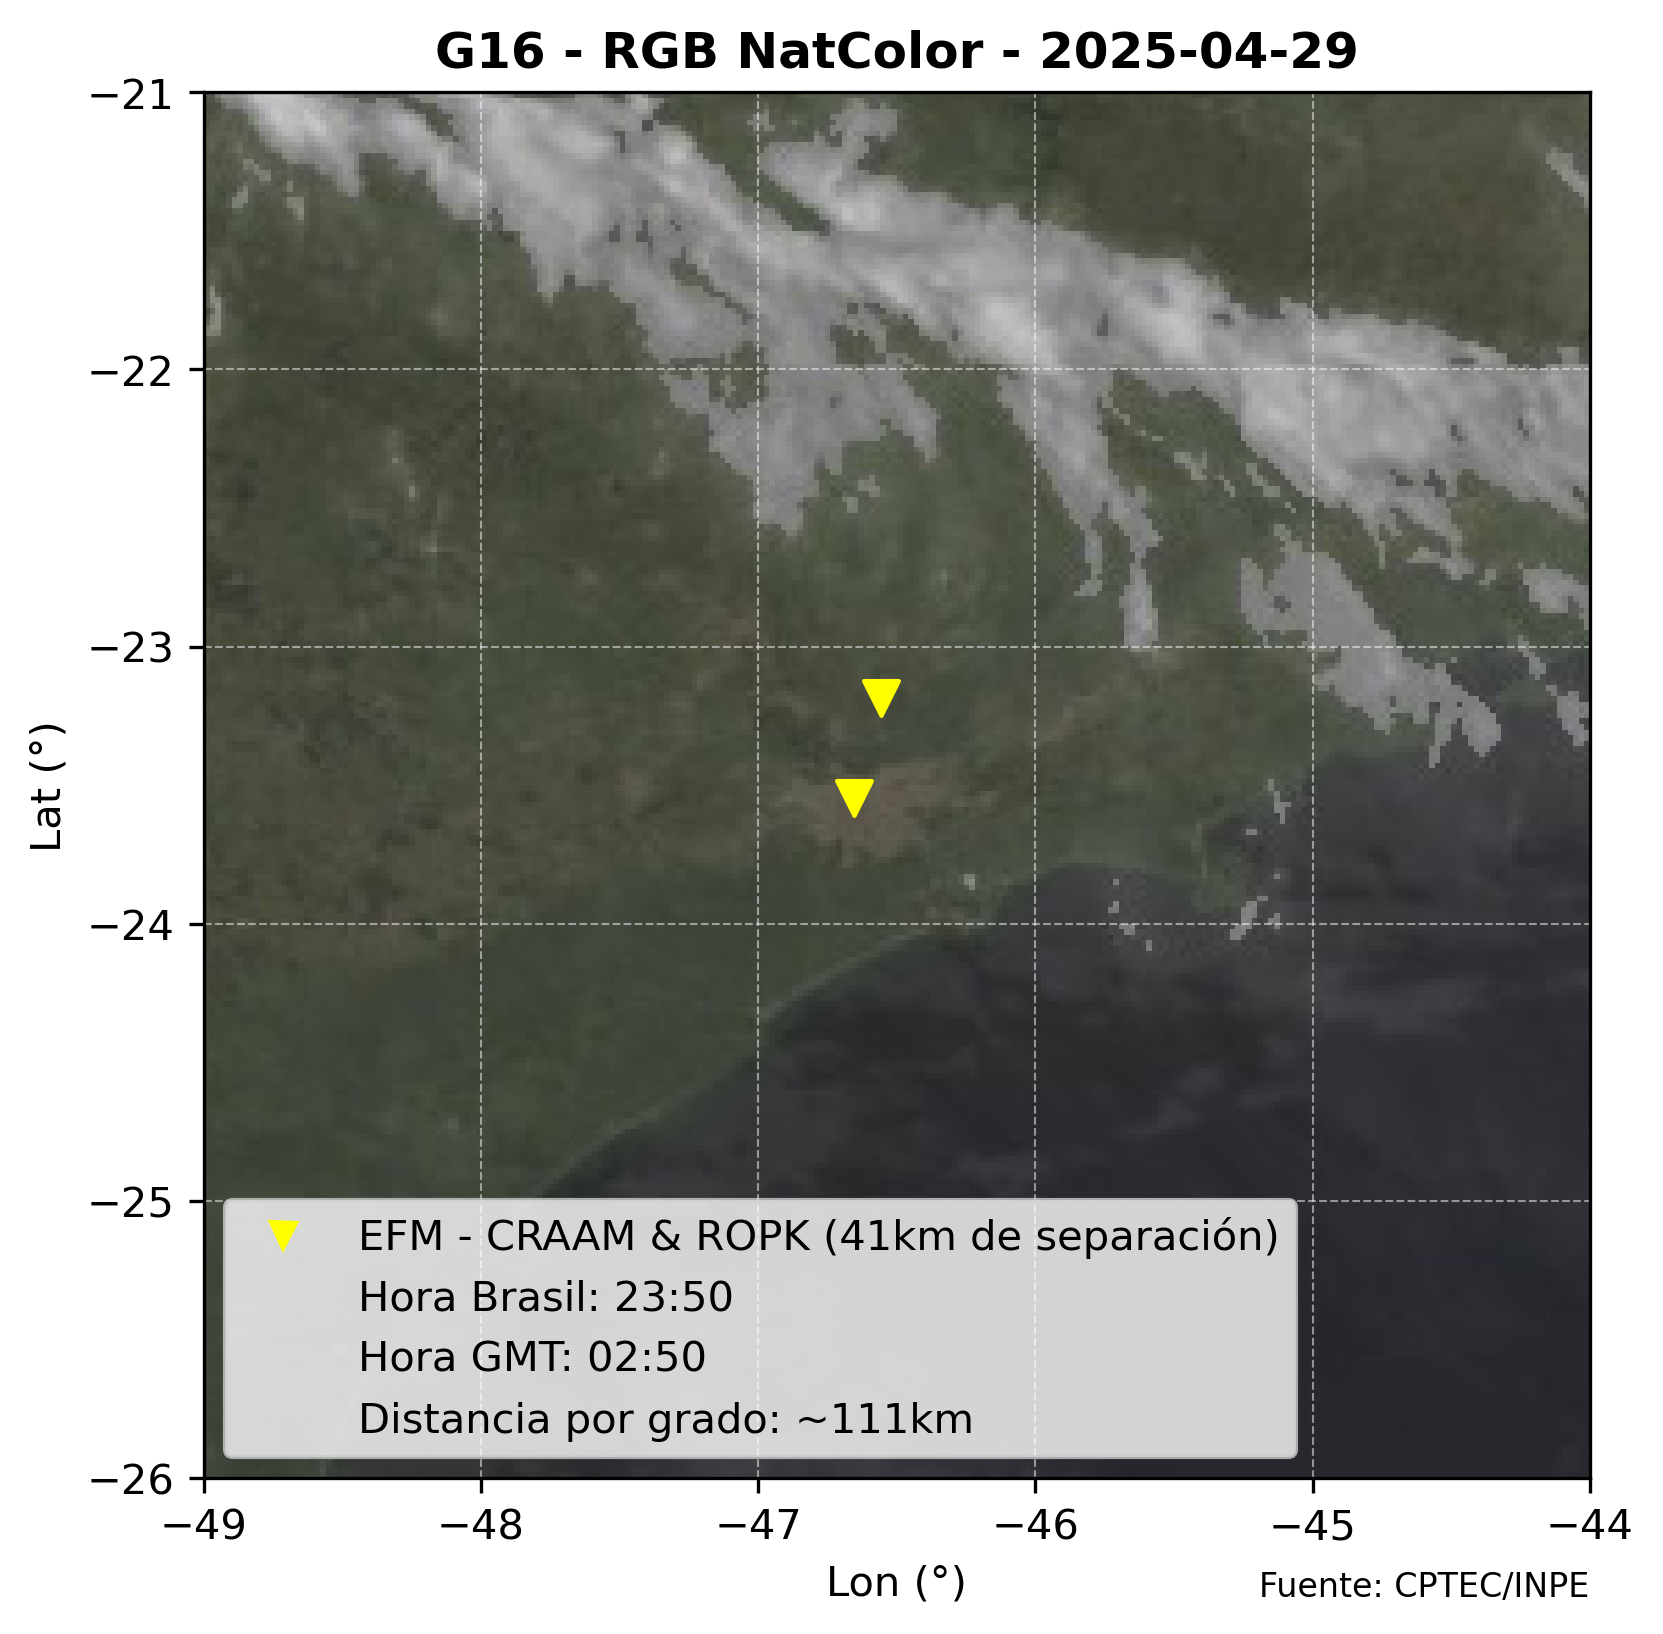 G16 - RGB NatColor - 2025-04-29
−21
−22
−23
−24
−25
−26
Lat (°)
EFM - CRAAM & ROPK (41km de separación)
Hora Brasil: 23:50
Hora GMT: 02:50
Distancia por grado: ~111km
−49 −48 −47 −46 −45 −44
Lon (°)
Fuente: CPTEC/INPE